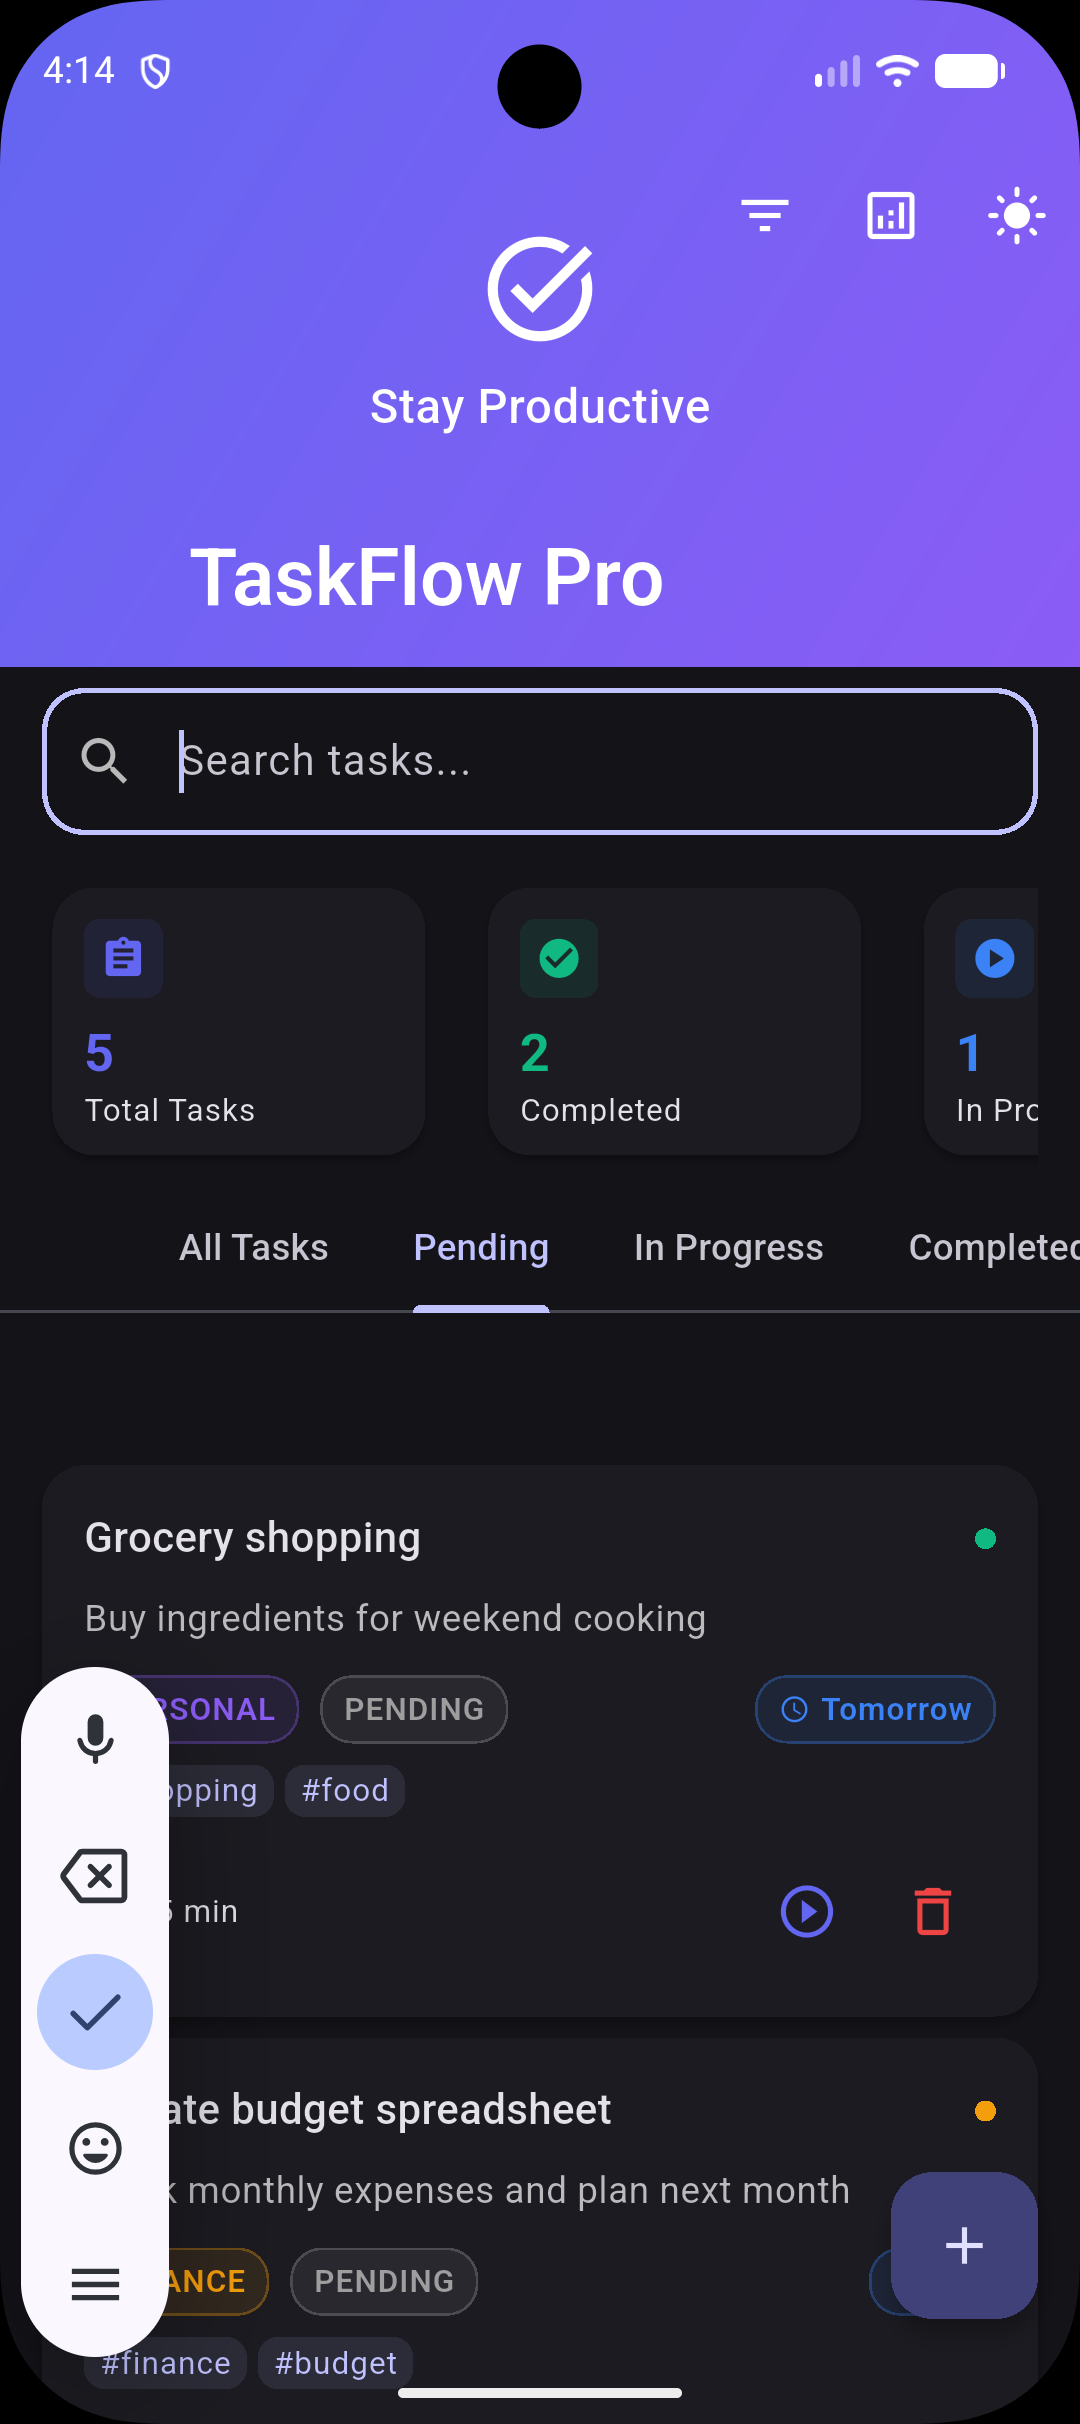 4:14
Stay Productive
TaskFlow Pro
Search tasks...
5
Total Tasks
2
Completed
1
In Pro
All Tasks
Pending
In Progress
Completed
Grocery shopping
Buy ingredients for weekend cooking
RSONAL
PENDING
Tomorrow
opping
#food
5 min
ate budget spreadsheet
k monthly expenses and plan next month
ANCE
PENDING
#finance
#budget